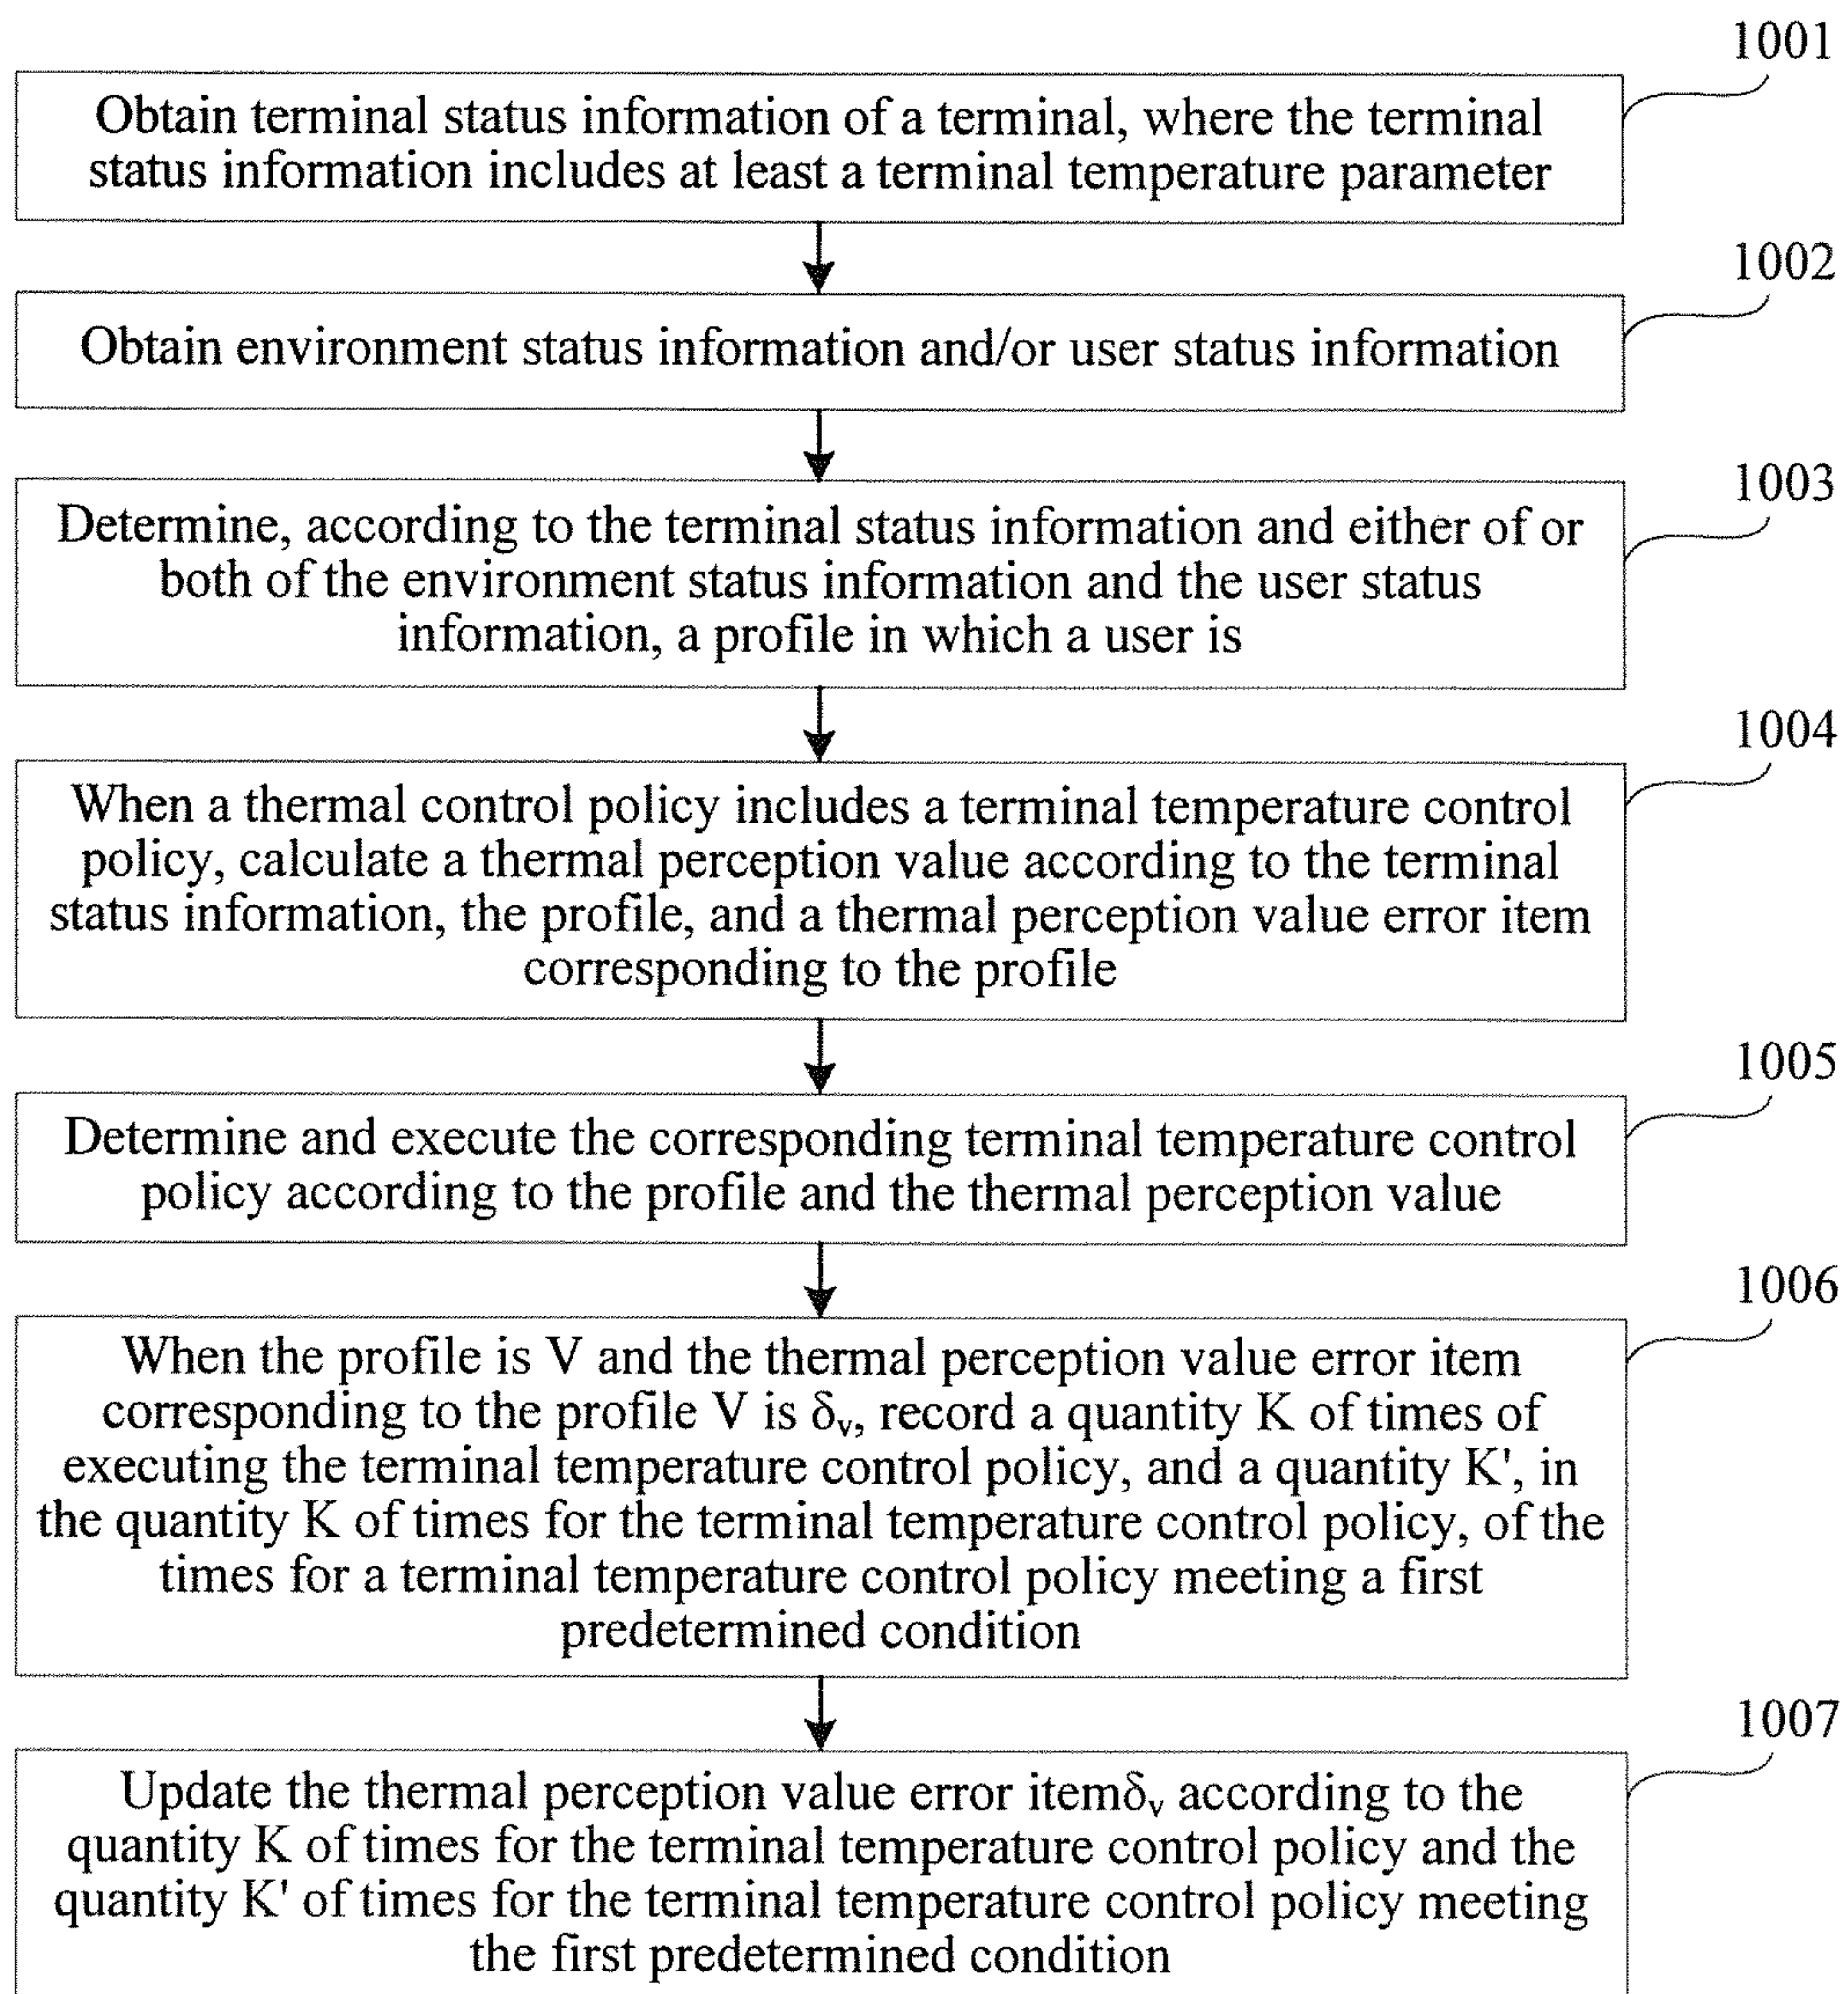 1001
Obtain terminal status information of a terminal, where the terminal
status information includes at least a terminal temperature parameter
1002
Obtain environment status information and/or user status information
1003
Determine, according to the terminal status information and either of or
both of the environment status information and the user status
information, a profile in which a user is
1004
When a thermal control policy includes a terminal temperature control
policy, calculate a thermal perception value according to the terminal
status information, the profile, and a thermal perception value error item
corresponding to the profile
1005
Determine and execute the corresponding terminal temperature control
policy according to the profile and the thermal perception value
1006
When the profile is V and the thermal perception value error item
corresponding to the profile V is δv, record a quantity K of times of
executing the terminal temperature control policy, and a quantity K', in
the quantity K of times for the terminal temperature control policy, of the
times for a terminal temperature control policy meeting a first
predetermined condition
1007
Update the thermal perception value error itemδv according to the
quantity K of times for the terminal temperature control policy and the
quantity K' of times for the terminal temperature control policy meeting
the first predetermined condition